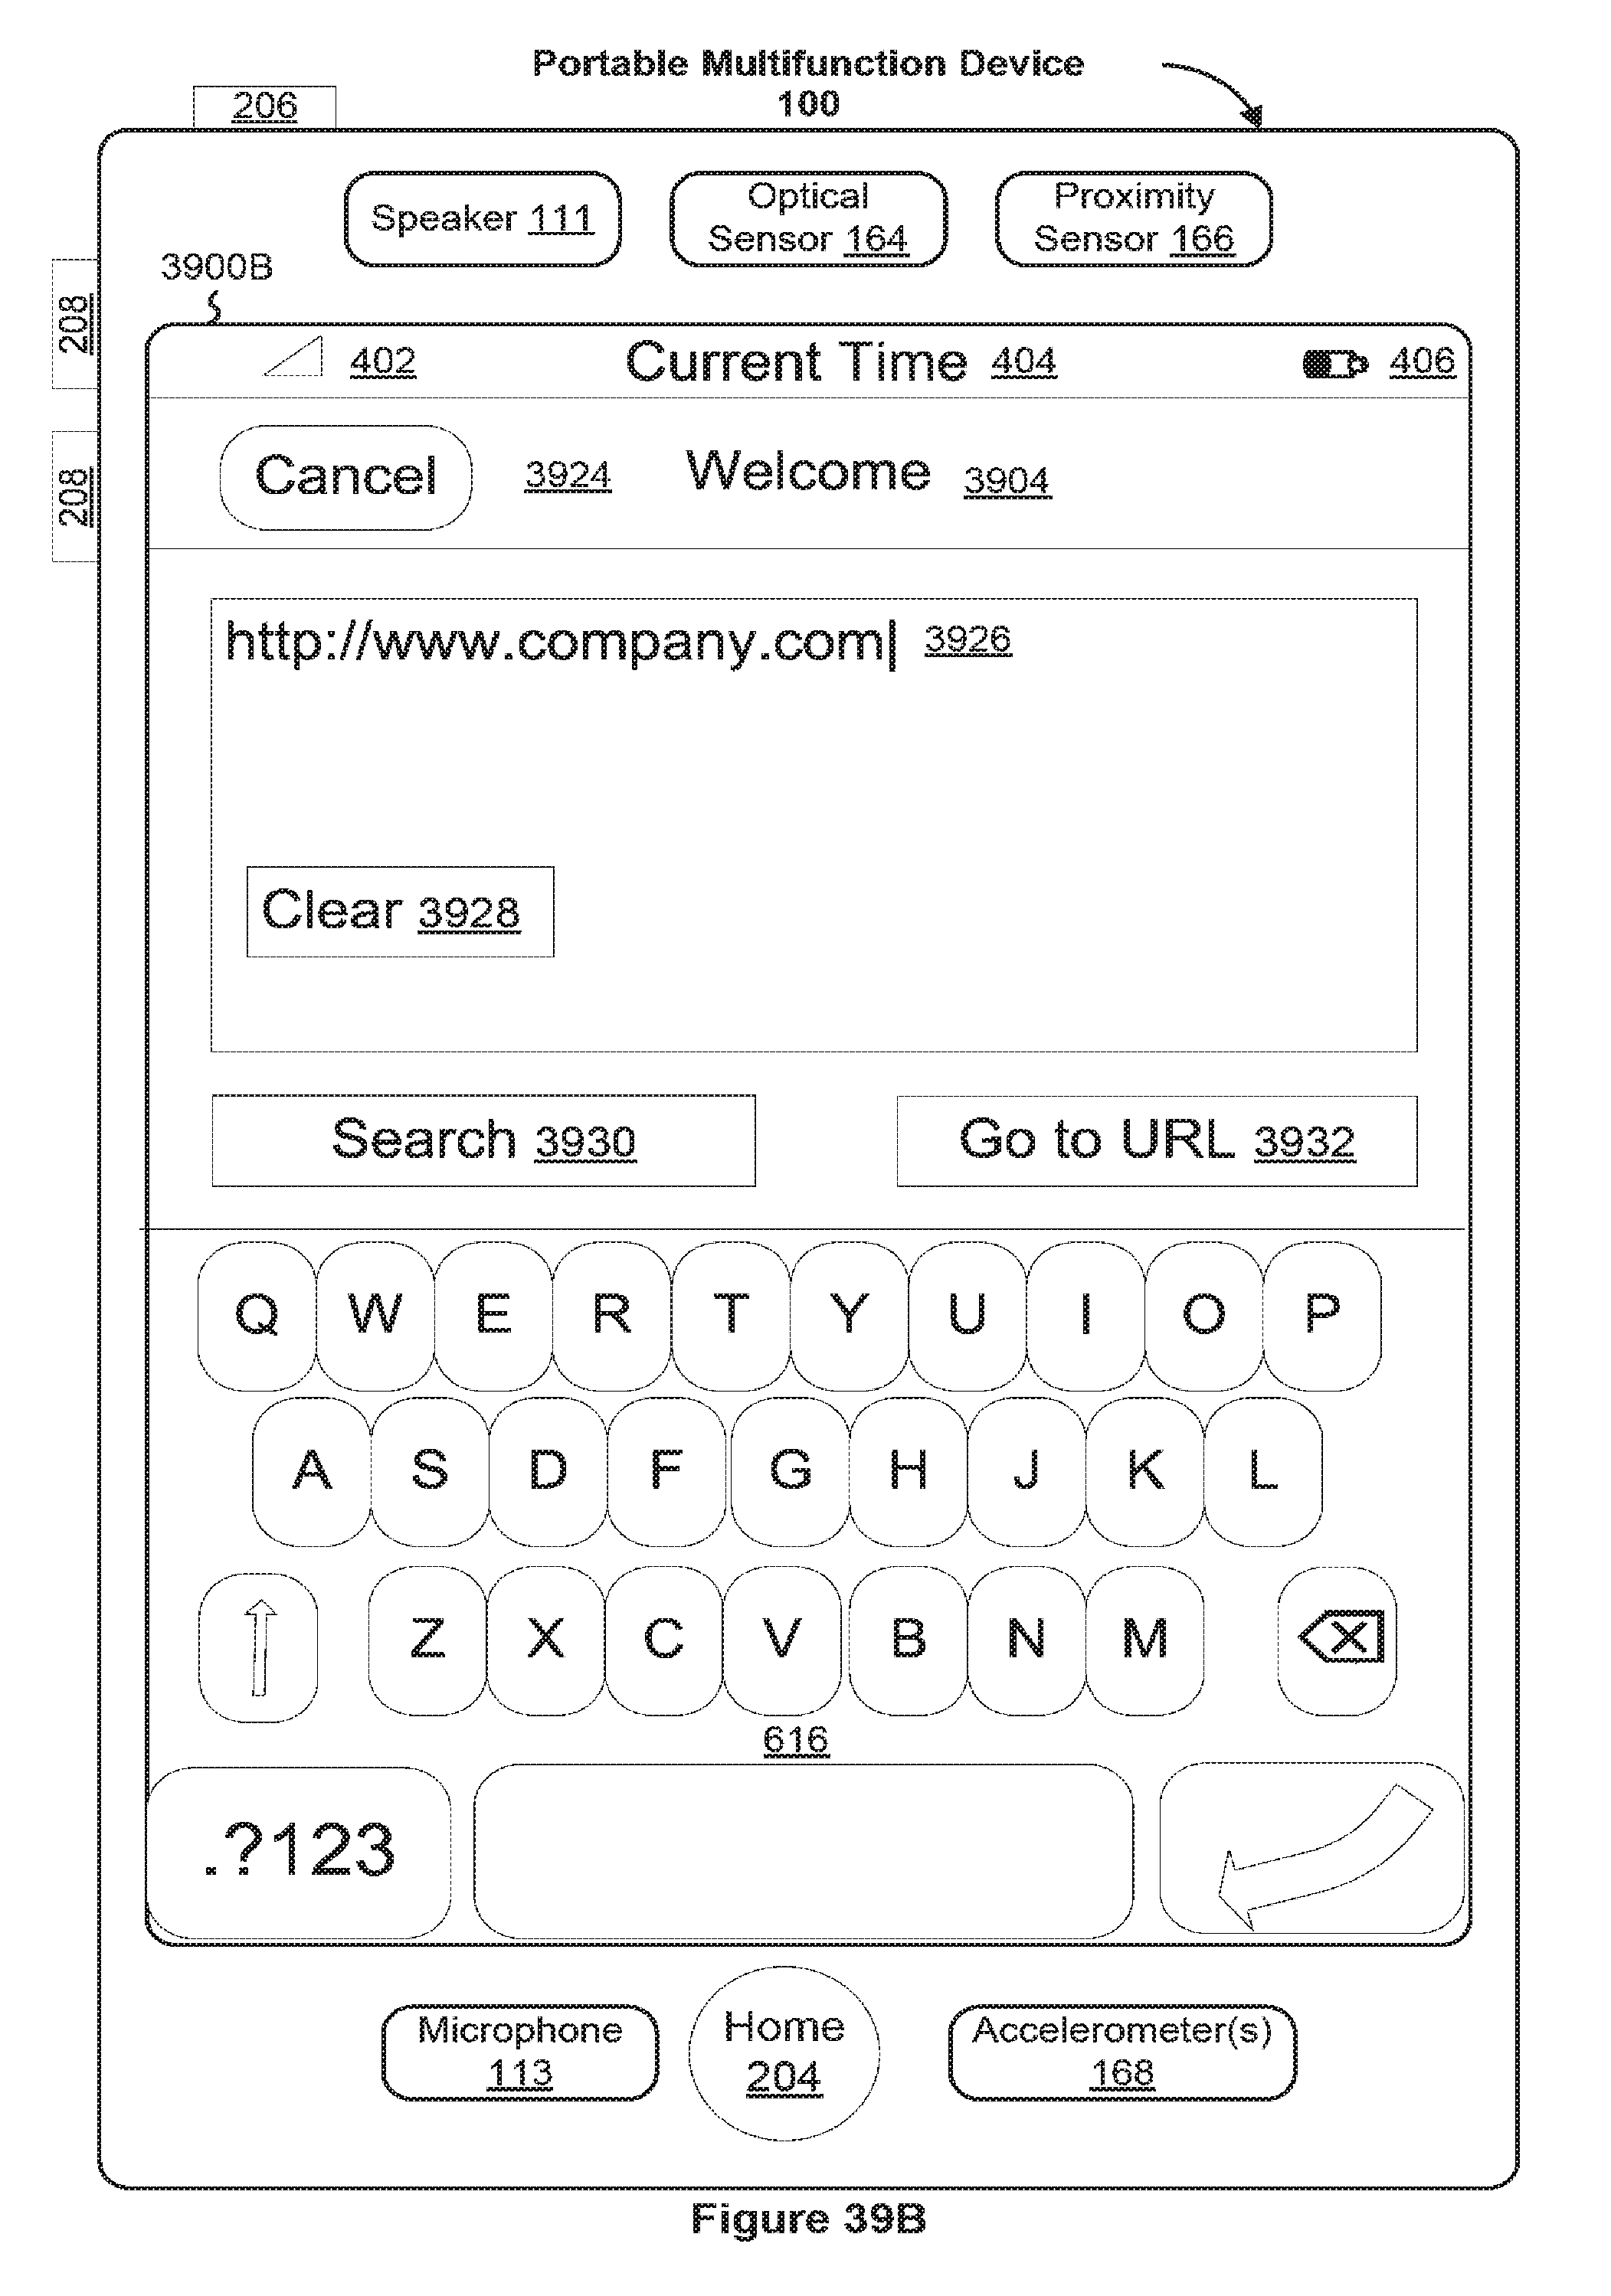 Portable Multifunction Device
100
206
Speaker 111
Optical
Sensor 164
Proximity
Sensor 166
3900B
208
208
402
Current Time 404
406
Cancel
3924
Welcome 3904
http://www.company.com| 3926
Clear 3928
Search 3930
Go to URL 3932
Q W E R T Y U I O P
A S D F G H J K L
Z X C V B N M
616
.?123
Microphone
113
Home
204
Accelerometer(s)
168
Figure 39B